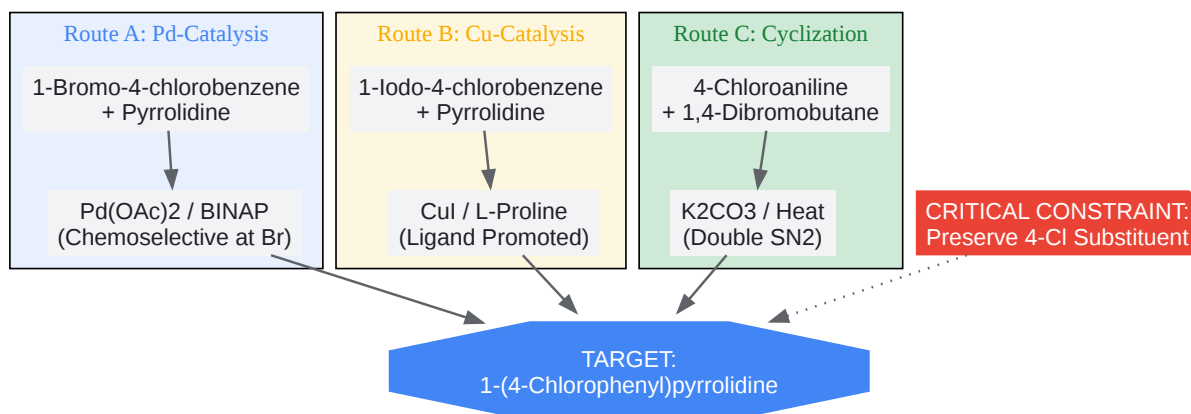 Route A: Pd-Catalysis
1-Bromo-4-chlorobenzene
+ Pyrrolidine
Pd(OAc)2 / BINAP
(Chemoselective at Br)
Route B: Cu-Catalysis
1-Iodo-4-chlorobenzene
+ Pyrrolidine
CuI / L-Proline
(Ligand Promoted)
Route C: Cyclization
4-Chloroaniline
+ 1,4-Dibromobutane
K2CO3 / Heat
(Double SN2)
CRITICAL CONSTRAINT:
Preserve 4-Cl Substituent
TARGET:
1-(4-Chlorophenyl)pyrrolidine